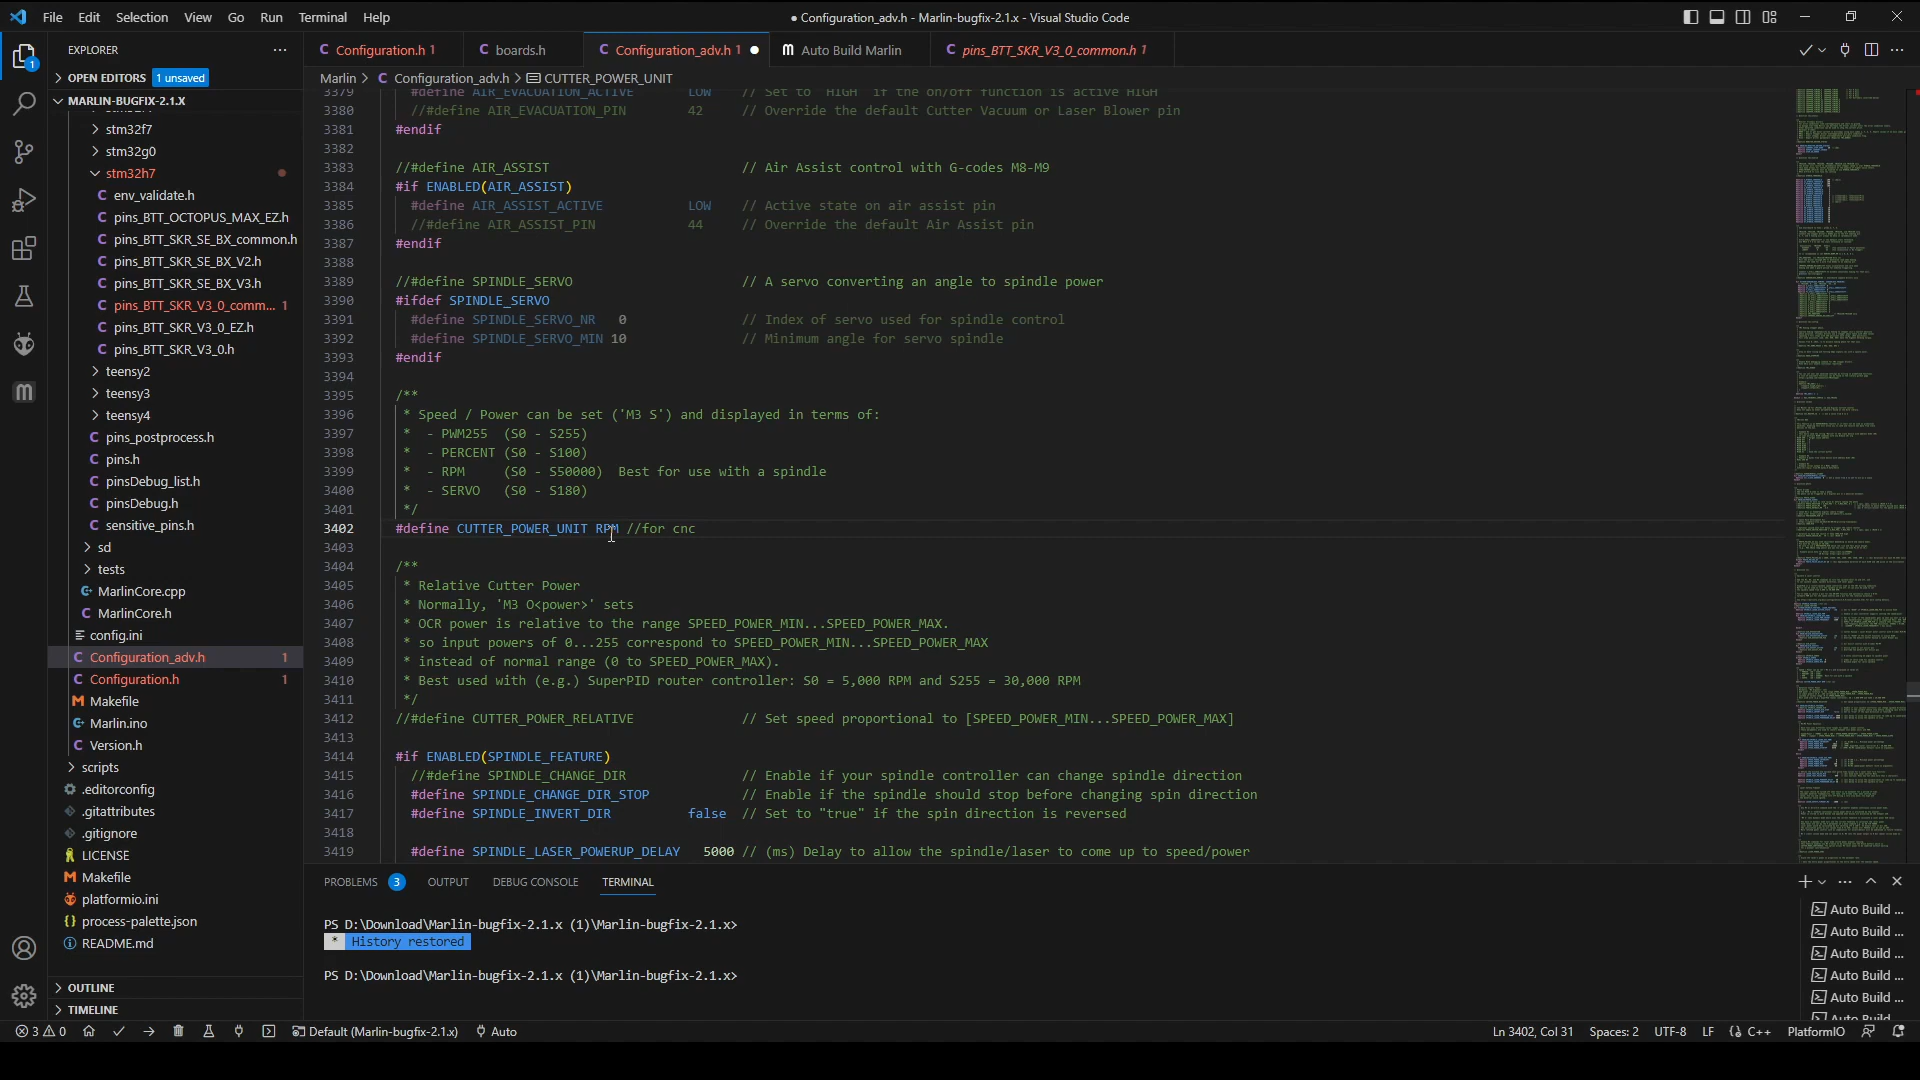 File Edit Selection View Go Run Terminal Help
● Configuration_adv.h - Marlin-bugfix-2.1.x - Visual Studio Code
EXPLORER
Configuration.h 1
boards.h
Configuration_adv.h 1
Auto Build Marlin
pins_BTT_SKR_V3_0_common.h 1
OPEN EDITORS 1 unsaved
Marlin > Configuration_adv.h > CUTTER_POWER_UNIT
MARLIN-BUGFIX-2.1.X
stm32f7
stm32g0
stm32h7
env_validate.h
pins_BTT_OCTOPUS_MAX_EZ.h
pins_BTT_SKR_SE_BX_common.h
pins_BTT_SKR_SE_BX_V2.h
pins_BTT_SKR_SE_BX_V3.h
pins_BTT_SKR_V3_0_comm... 1
pins_BTT_SKR_V3_0_EZ.h
pins_BTT_SKR_V3_0.h
teensy2
teensy3
teensy4
pins_postprocess.h
pins.h
pinsDebug_list.h
pinsDebug.h
sensitive_pins.h
sd
tests
MarlinCore.cpp
MarlinCore.h
config.ini
Configuration_adv.h 1
Configuration.h 1
Makefile
Marlin.ino
Version.h
scripts
.editorconfig
.gitattributes
.gitignore
LICENSE
Makefile
platformio.ini
process-palette.json
README.md
OUTLINE
TIMELINE
3379 #define AIR_EVACUATION_ACTIVE LOW // Set to "HIGH" if the on/off function is active HIGH
3380 //#define AIR_EVACUATION_PIN 42 // Override the default Cutter Vacuum or Laser Blower pin
3381 #endif
3382
3383 //#define AIR_ASSIST // Air Assist control with G-codes M8-M9
3384 #if ENABLED(AIR_ASSIST)
3385 #define AIR_ASSIST_ACTIVE LOW // Active state on air assist pin
3386 //#define AIR_ASSIST_PIN 44 // Override the default Air Assist pin
3387 #endif
3388
3389 //#define SPINDLE_SERVO // A servo converting an angle to spindle power
3390 #ifdef SPINDLE_SERVO
3391 #define SPINDLE_SERVO_NR 0 // Index of servo used for spindle control
3392 #define SPINDLE_SERVO_MIN 10 // Minimum angle for servo spindle
3393 #endif
3394
3395 /**
3396 * Speed / Power can be set ('M3 S') and displayed in terms of:
3397 * - PWM255 (S0 - S255)
3398 * - PERCENT (S0 - S100)
3399 * - RPM (S0 - S50000) Best for use with a spindle
3400 * - SERVO (S0 - S180)
3401 */
3402 #define CUTTER_POWER_UNIT RPM //for cnc
3403
3404 /**
3405 * Relative Cutter Power
3406 * Normally, 'M3 O<power>' sets
3407 * OCR power is relative to the range SPEED_POWER_MIN...SPEED_POWER_MAX.
3408 * so input powers of 0...255 correspond to SPEED_POWER_MIN...SPEED_POWER_MAX
3409 * instead of normal range (0 to SPEED_POWER_MAX).
3410 * Best used with (e.g.) SuperPID router controller: S0 = 5,000 RPM and S255 = 30,000 RPM
3411 */
3412 //#define CUTTER_POWER_RELATIVE // Set speed proportional to [SPEED_POWER_MIN...SPEED_POWER_MAX]
3413
3414 #if ENABLED(SPINDLE_FEATURE)
3415 //#define SPINDLE_CHANGE_DIR // Enable if your spindle controller can change spindle direction
3416 #define SPINDLE_CHANGE_DIR_STOP // Enable if the spindle should stop before changing spin direction
3417 #define SPINDLE_INVERT_DIR false // Set to "true" if the spin direction is reversed
3418
3419 #define SPINDLE_LASER_POWERUP_DELAY 5000 // (ms) Delay to allow the spindle/laser to come up to speed/power
PROBLEMS 3 OUTPUT DEBUG CONSOLE TERMINAL
PS D:\Download\Marlin-bugfix-2.1.x (1)\Marlin-bugfix-2.1.x>
* History restored
PS D:\Download\Marlin-bugfix-2.1.x (1)\Marlin-bugfix-2.1.x>
Auto Build ...
Auto Build ...
Auto Build ...
Auto Build ...
Auto Build ...
Auto Build
3 0 Default (Marlin-bugfix-2.1.x) Auto
Ln 3402, Col 31 Spaces: 2 UTF-8 LF {} C++ PlatformIO